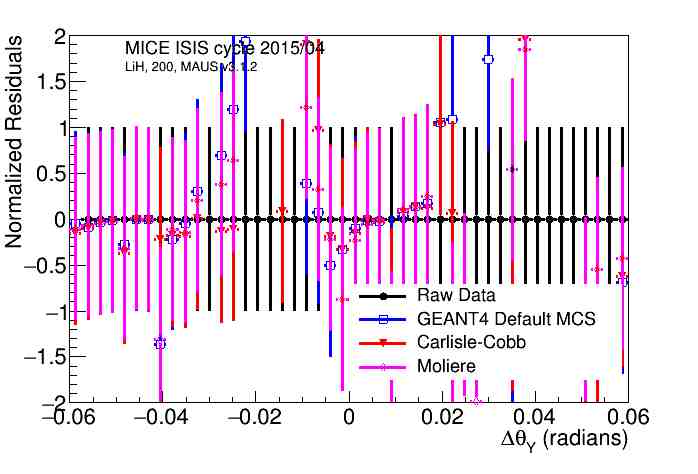 MICE ISIS cycle 2015/04
LiH, 200, MAUS v3.1.2
Normalized Residuals
2
1.5
1
0.5
0
−0.5
−1
−1.5
−2
Raw Data
GEANT4 Default MCS
Carlisle-Cobb
Moliere
−0.06 −0.04 −0.02 0 0.02 0.04 0.06
Δθ_Y (radians)